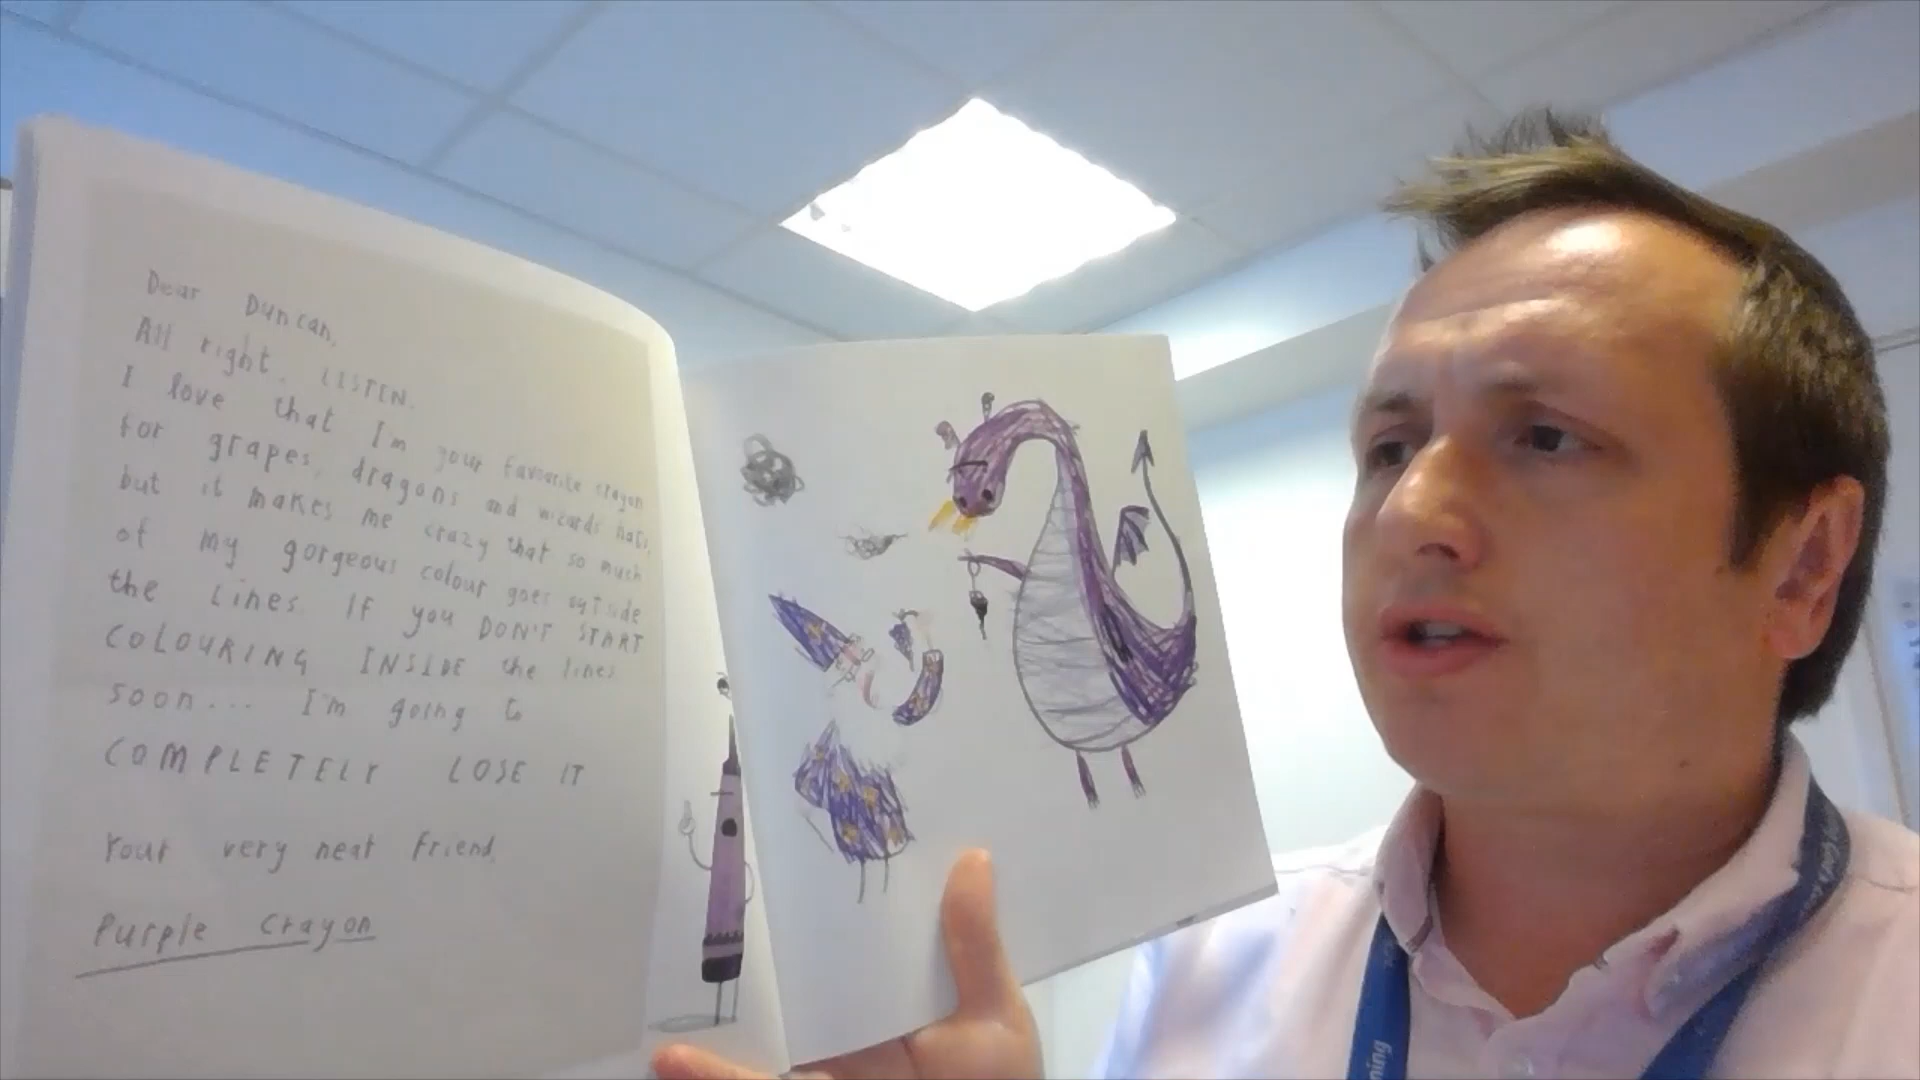 Dear Duncan,
All right, LISTEN.
I love that I'm your favourite crayon
for grapes, dragons and wizards hats,
but it makes me crazy that so much
of my gorgeous colour goes outside
the lines. IF you DON'T START
COLOURING INSIDE the lines
soon... I'm going to
COMPLETELY LOSE IT
Your very neat friend,
Purple Crayon
ning